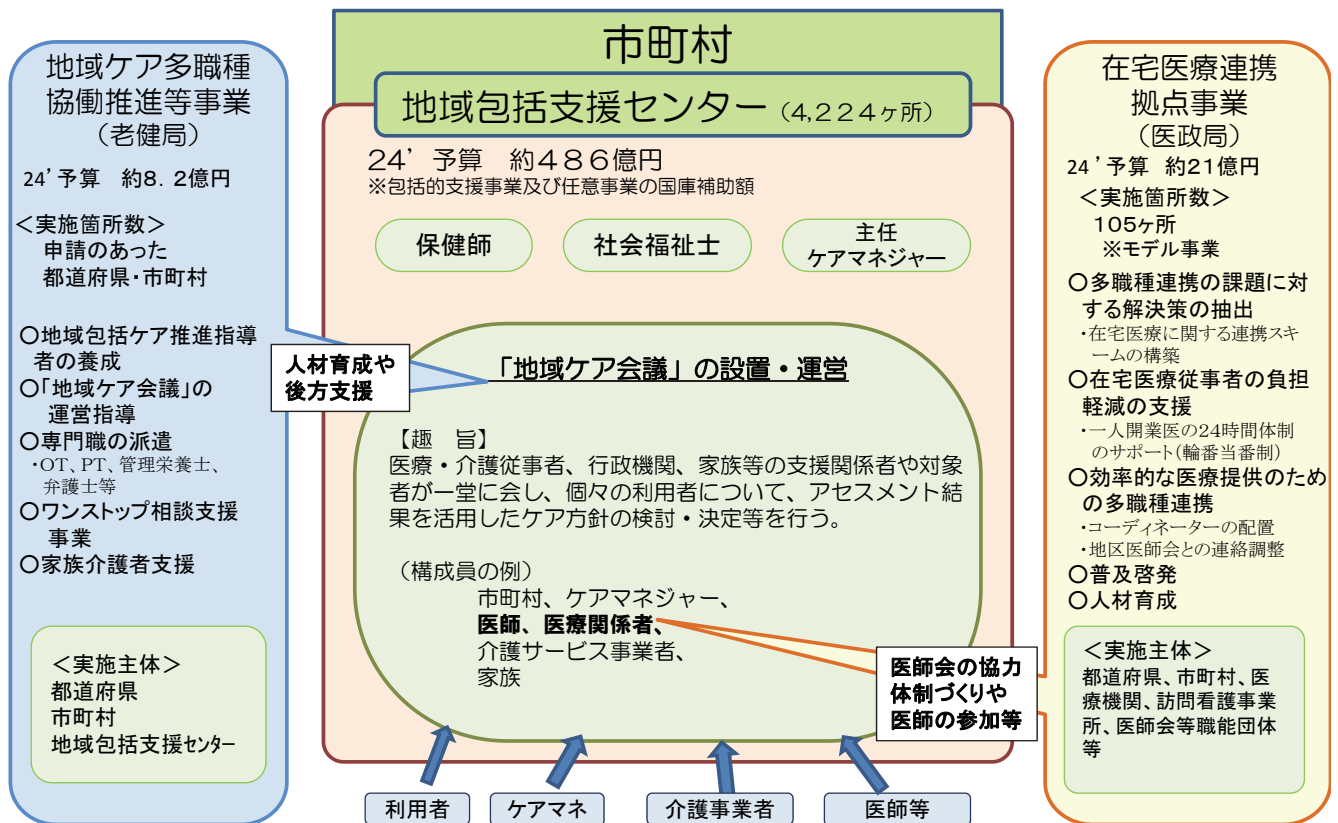 地域ケア多職種
協働推進等事業
（老健局）
24’予算　約8．2億円
＜実施箇所数＞
申請のあった
都道府県・市町村
○地域包括ケア推進指導
者の養成
○「地域ケア会議」の
運営指導
○専門職の派遣
・OT、PT、管理栄養士、
弁護士等
○ワンストップ相談支援
事業
○家族介護者支援
＜実施主体＞
都道府県
市町村
地域包括支援センター
人材育成や
後方支援
市町村
地域包括支援センター（4,224ヶ所）
24’予算　約486億円
※包括的支援事業及び任意事業の国庫補助額
保健師
社会福祉士
主任
ケアマネジャー
「地域ケア会議」の設置・運営
【趣　旨】
医療・介護従事者、行政機関、家族等の支援関係者や対象
者が一堂に会し、個々の利用者について、アセスメント結
果を活用したケア方針の検討・決定等を行う。
（構成員の例）
市町村、ケアマネジャー、
医師、医療関係者、
介護サービス事業者、
家族
医師会の協力
体制づくりや
医師の参加等
利用者
ケアマネ
介護事業者
医師等
在宅医療連携
拠点事業
（医政局）
24’予算　約21億円
＜実施箇所数＞
105ヶ所
※モデル事業
○多職種連携の課題に対
する解決策の抽出
・在宅医療に関する連携スキ
ームの構築
○在宅医療従事者の負担
軽減の支援
・一人開業医の24時間体制
のサポート（輪番当番制）
○効率的な医療提供のため
の多職種連携
・コーディネーターの配置
・地区医師会との連絡調整
○普及啓発
○人材育成
＜実施主体＞
都道府県、市町村、医
療機関、訪問看護事業
所、医師会等職能団体
等